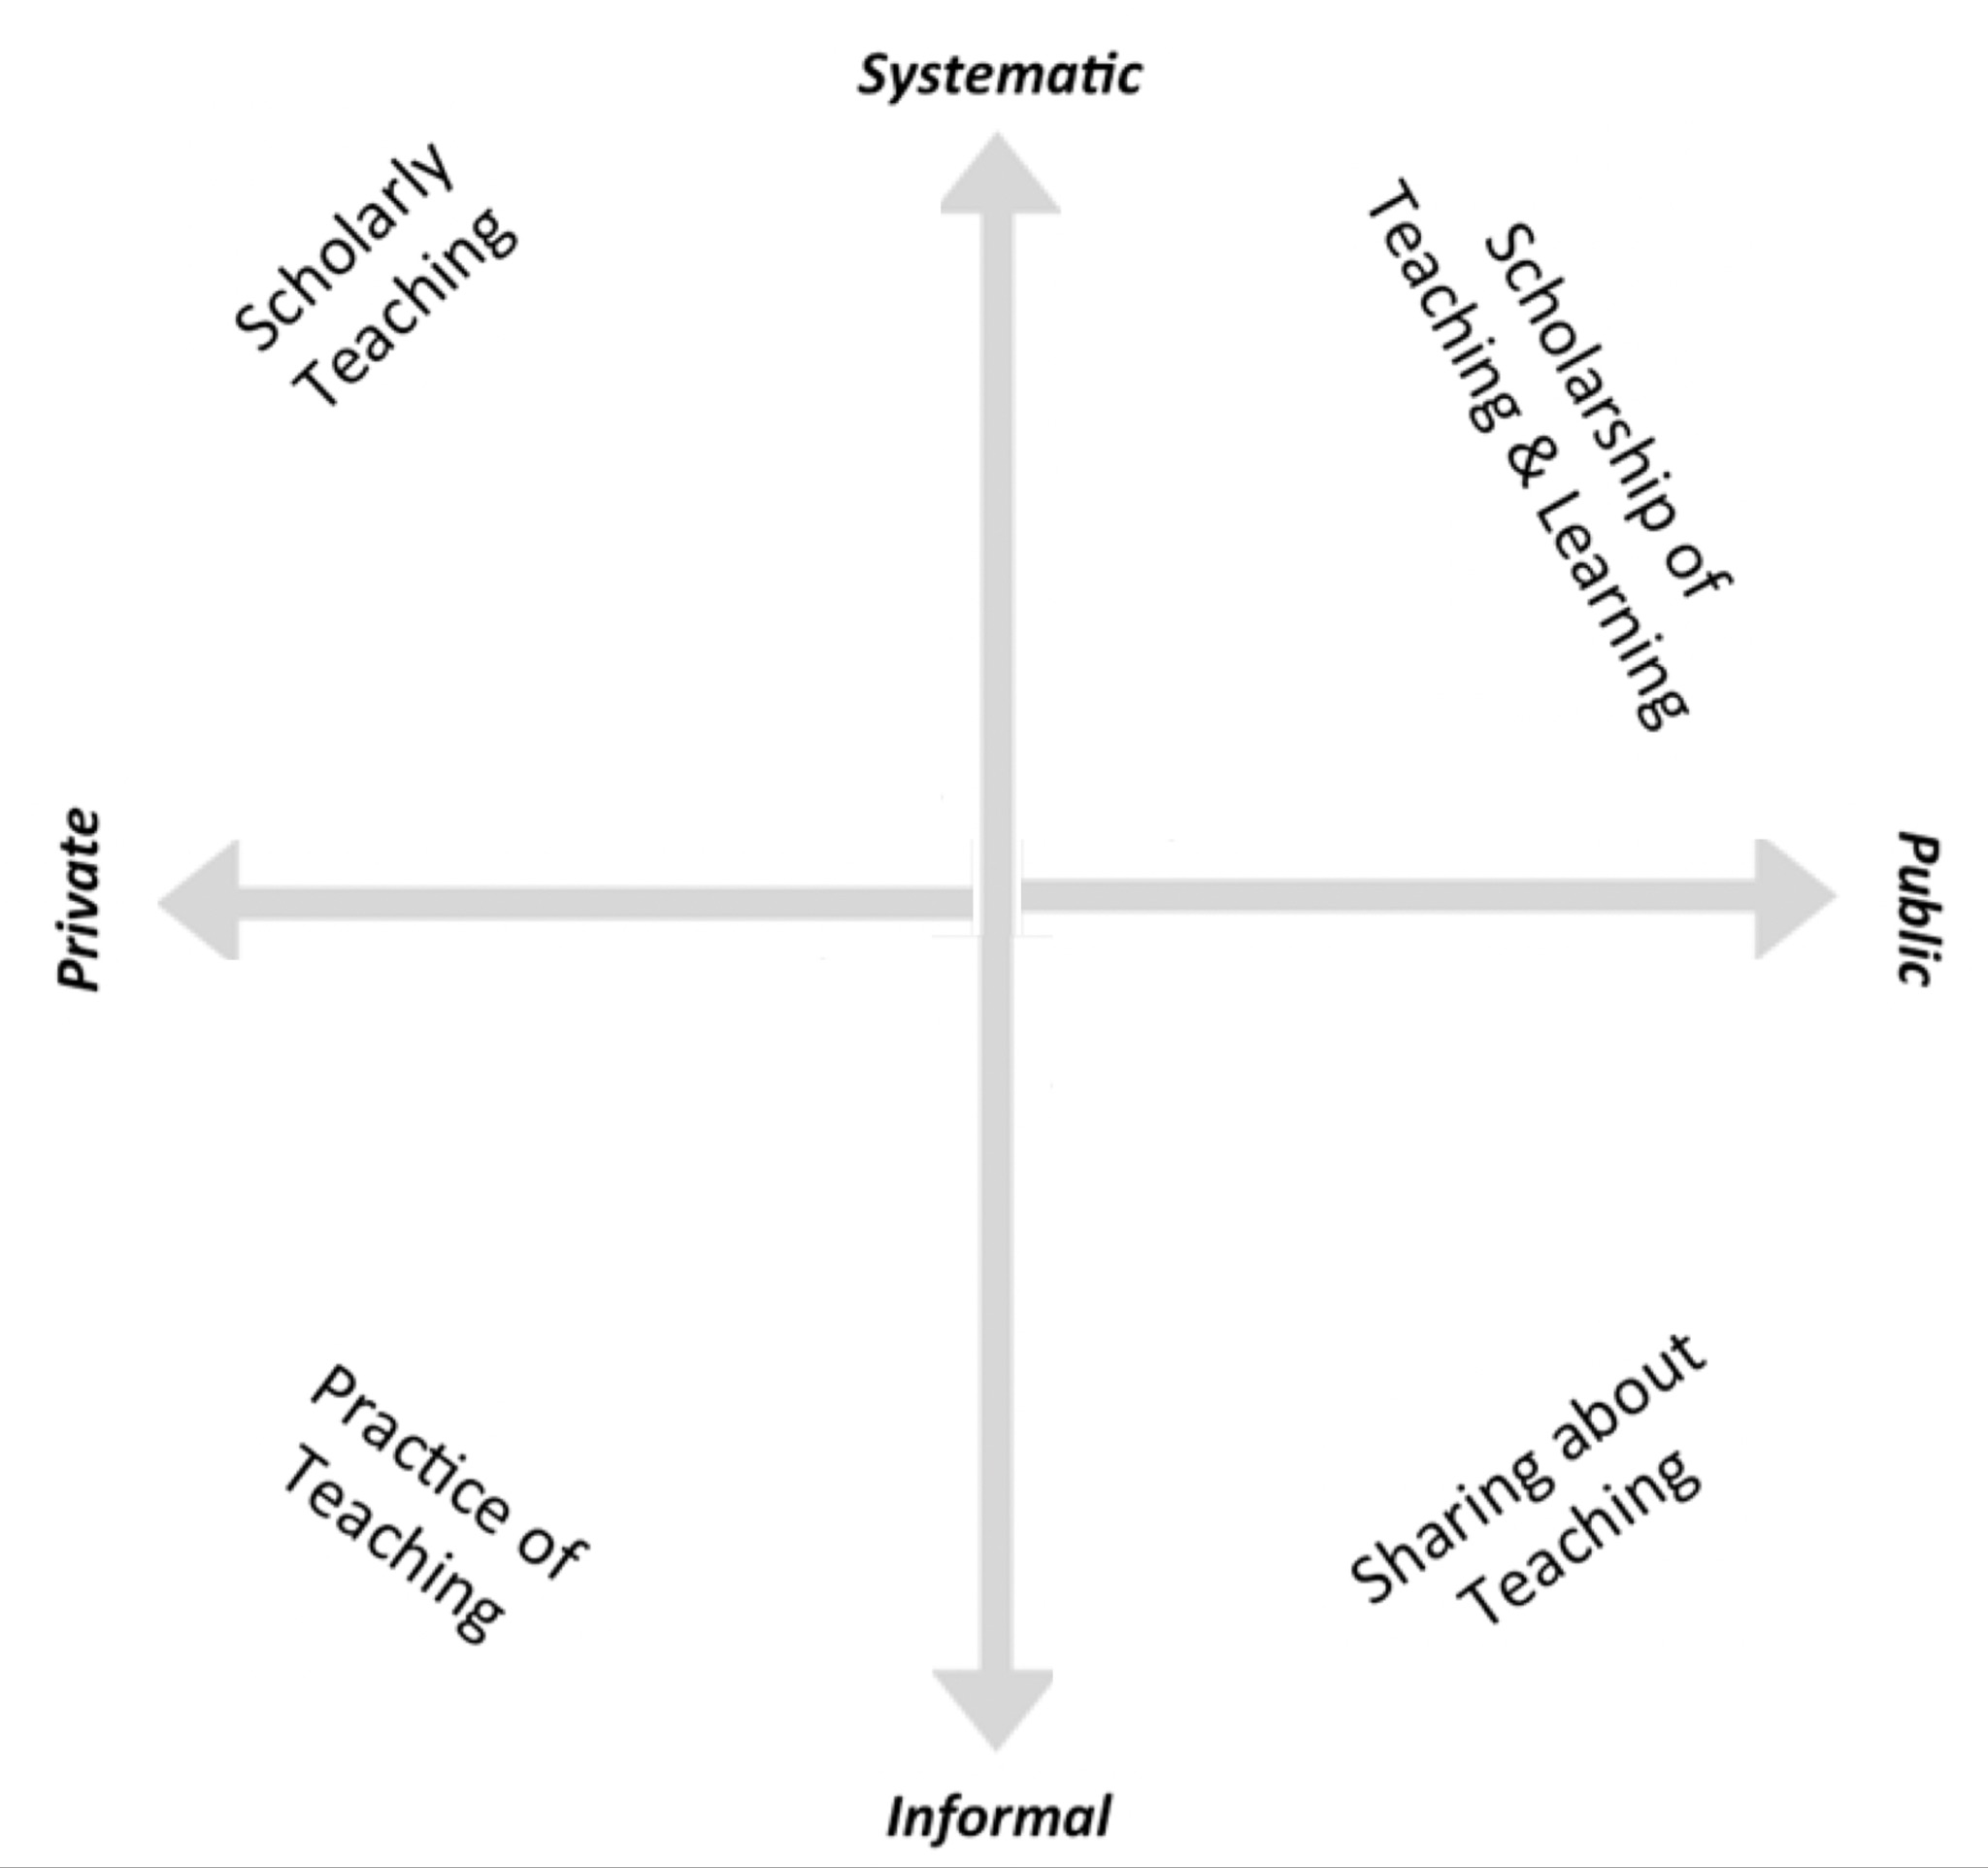 Systematic
Scholarly
Teaching
Scholarship of
Teaching & Learning
Private
Public
Practice of
Teaching
Sharing about
Teaching
Informal